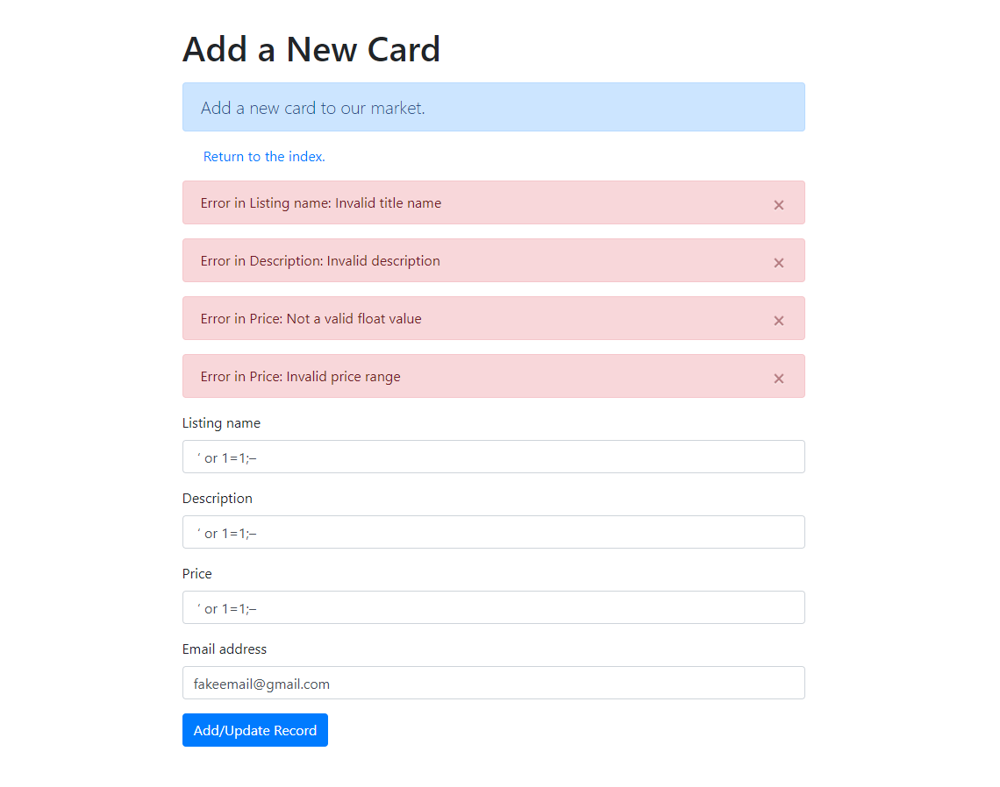 Add a New Card
Add a new card to our market.
Return to the index.
Error in Listing name: Invalid title name ×
Error in Description: Invalid description ×
Error in Price: Not a valid float value ×
Error in Price: Invalid price range ×
Listing name
‘ or 1=1;–
Description
‘ or 1=1;–
Price
‘ or 1=1;–
Email address
fakeemail@gmail.com
Add/Update Record